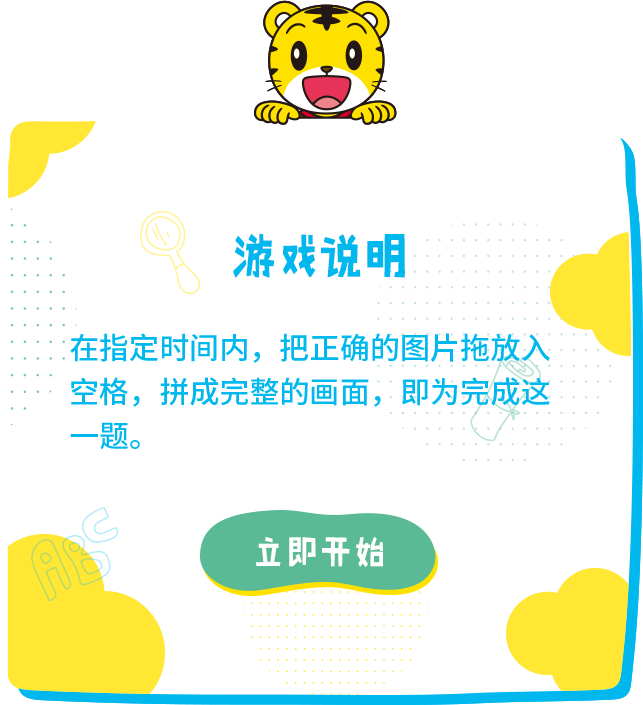 游戏说明
在指定时间内，把正确的图片拖放入
空格，拼成完整的画面，即为完成这
一题。
ABC
立即开始